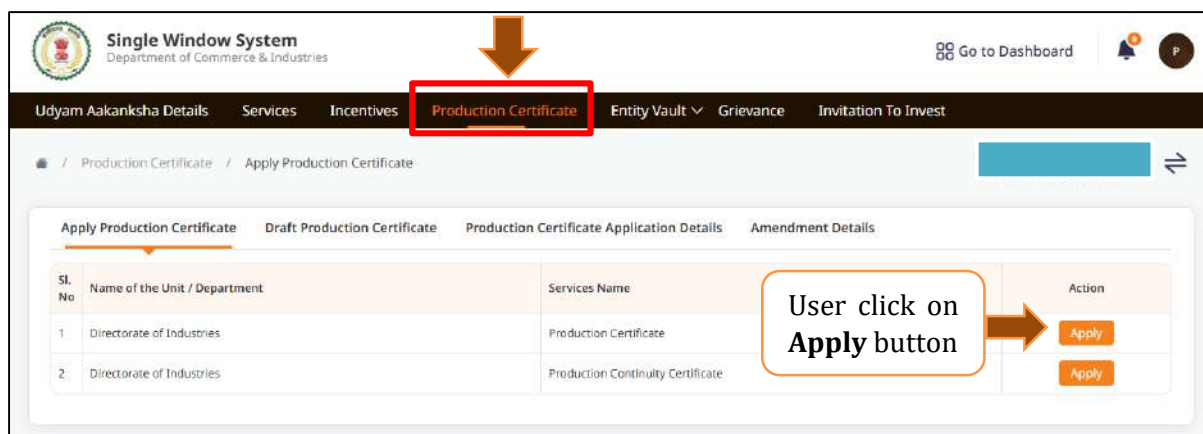 Single Window System
Department of Commerce & Industries
Go to Dashboard
0
P
Udyam Aakanksha Details Services Incentives Production Certificate Entity Vault Grievance Invitation To Invest
/ Production Certificate / Apply Production Certificate
Apply Production Certificate Draft Production Certificate Production Certificate Application Details Amendment Details
Sl. No Name of the Unit / Department Services Name Action
1 Directorate of Industries Production Certificate Apply
2 Directorate of Industries Production Continuity Certificate Apply
User click on
Apply button